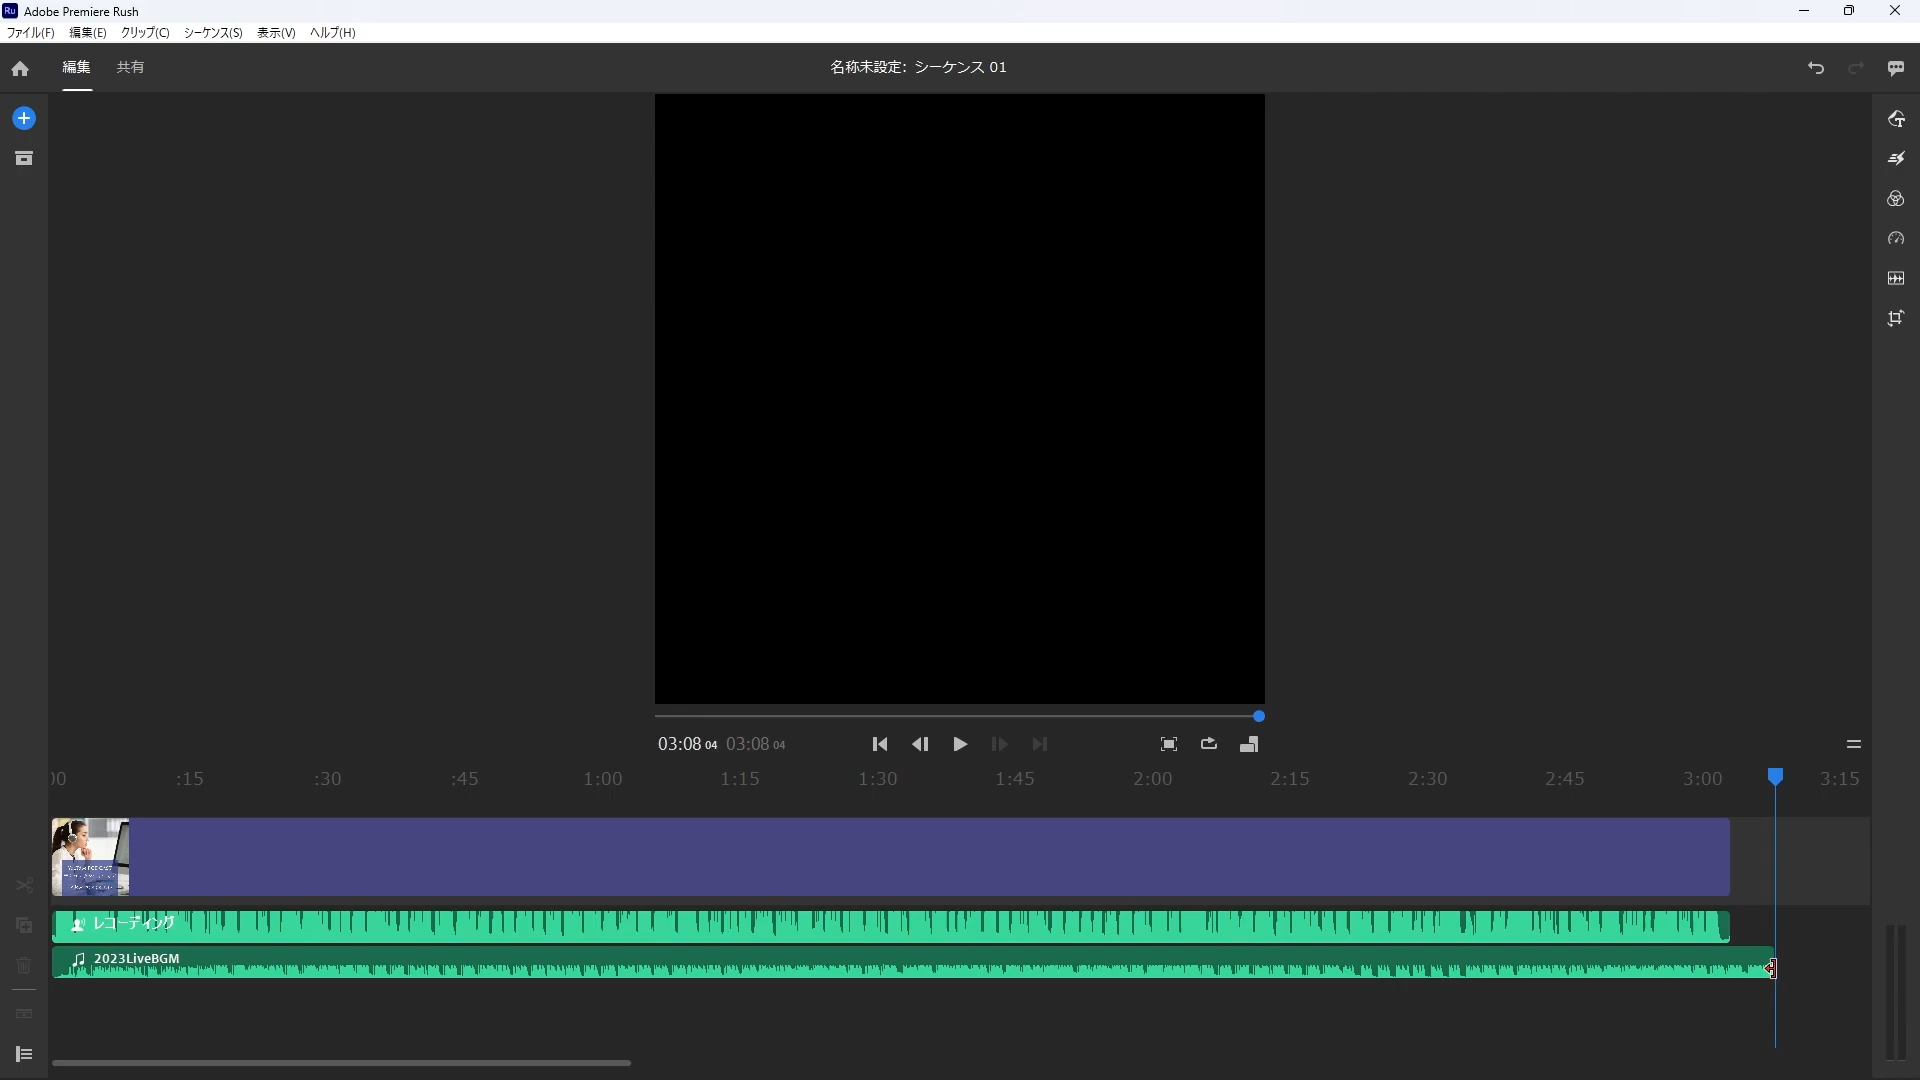 Ru Adobe Premiere Rush
ファイル(F) 編集(E) クリップ(C) シーケンス(S) 表示(V) ヘルプ(H)
編集 共有 名称未設定: シーケンス 01
03:08 04 03:08 04
:15 :30 :45 1:00 1:15 1:30 1:45 2:00 2:15 2:30 2:45 3:00 3:15
レコーディング
2023LiveBGM